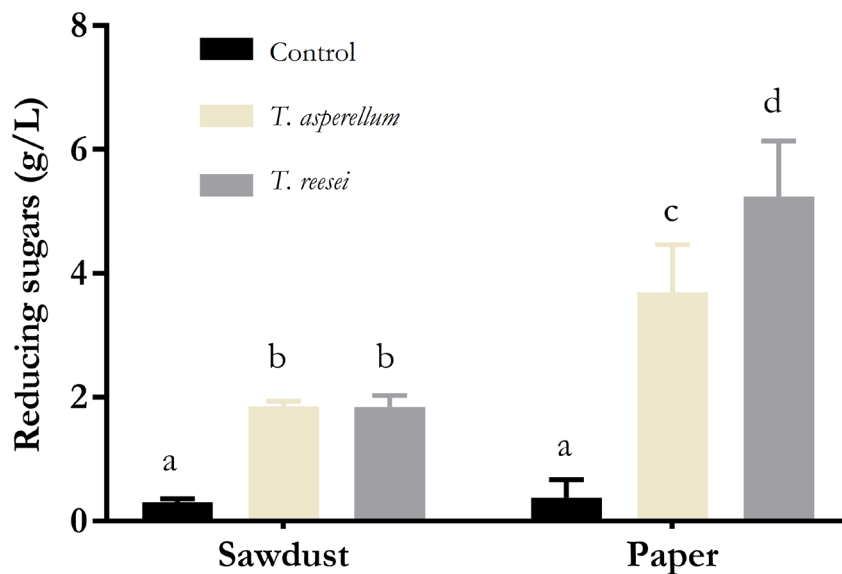 Reducing sugars (g/L)
8
6
4
2
0
Control
T. asperellum
T. reesei
a
b
b
a
c
d
Sawdust
Paper